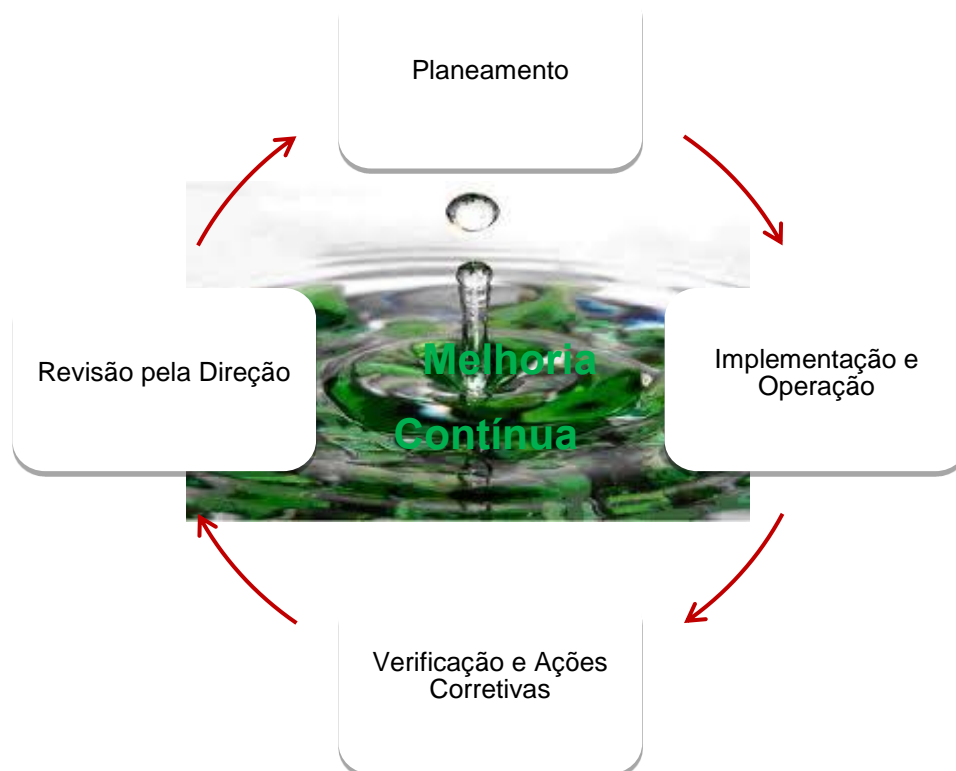 Planeamento
Revisão pela Direção
Melhoria
Contínua
Implementação e
Operação
Verificação e Ações
Corretivas